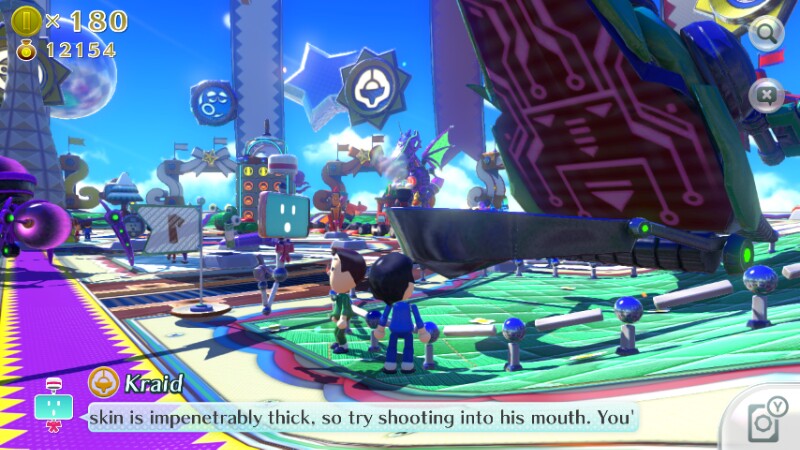 × 180
12154
Kraid
skin is impenetrably thick, so try shooting into his mouth. You'
Y